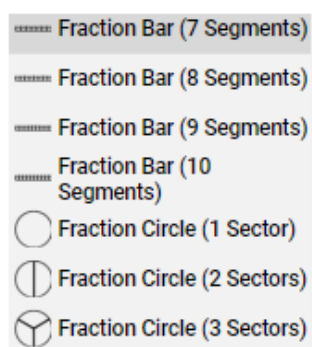 Fraction Bar (7 Segments)
Fraction Bar (8 Segments)
Fraction Bar (9 Segments)
Fraction Bar (10
Segments)
Fraction Circle (1 Sector)
Fraction Circle (2 Sectors)
Fraction Circle (3 Sectors)